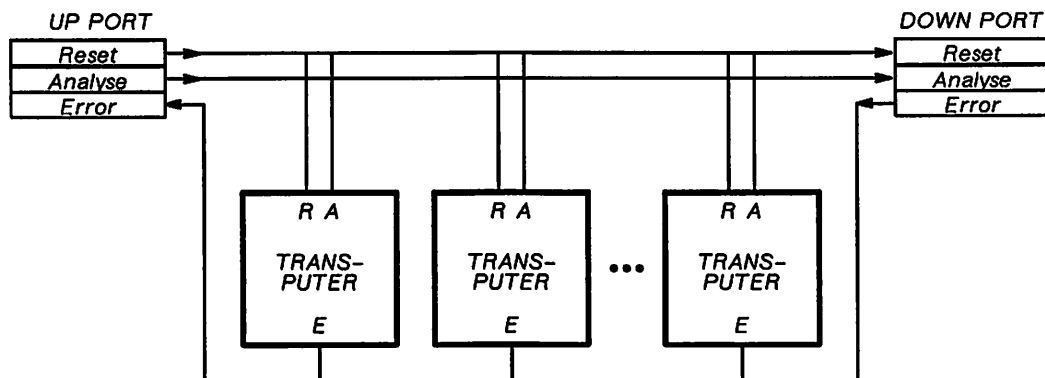 UP PORT
Reset
Analyse
Error
DOWN PORT
Reset
Analyse
Error
R A
TRANS-
PUTER
E
R A
TRANS-
PUTER
E
•••
R A
TRANS-
PUTER
E